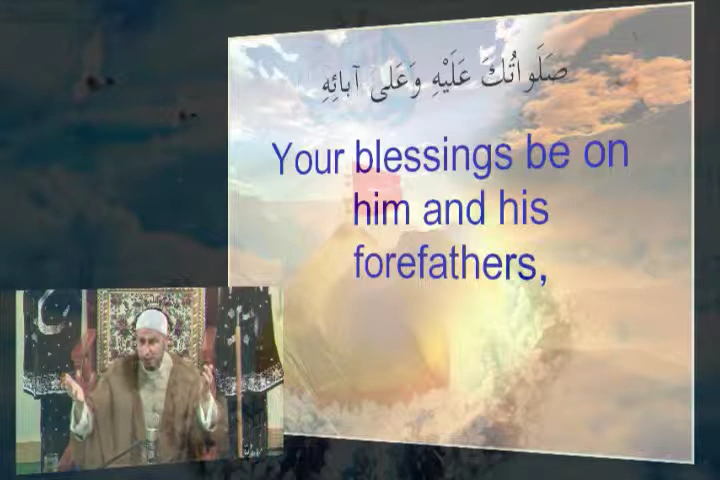 صَلَواتُكَ عَلَيْهِ وَعَلى آبائِهِ
Your blessings be on
him and his
forefathers,